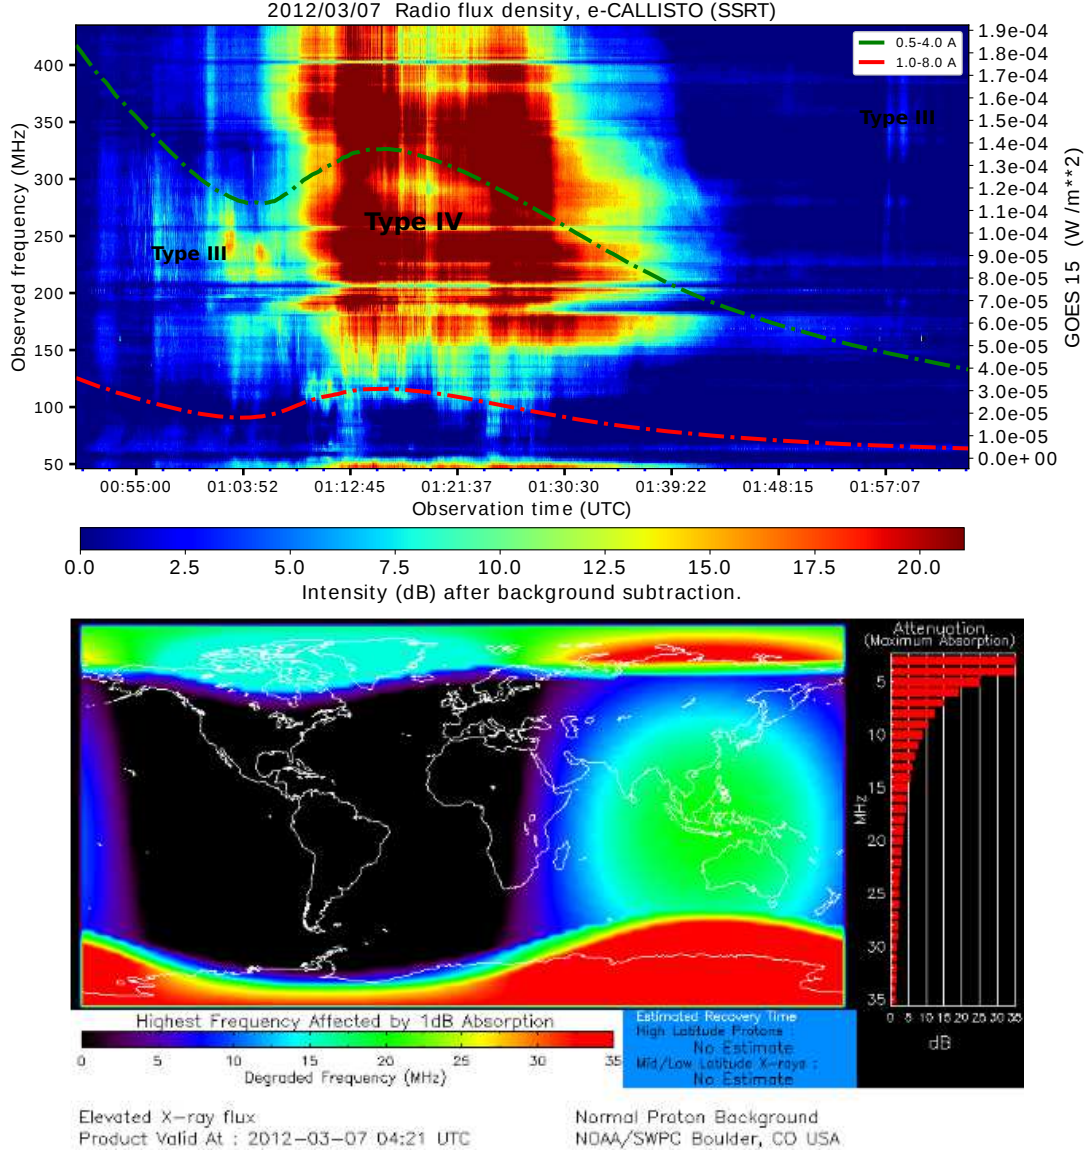 2012/03/07 Radio flux density, e-CALLISTO (SSRT)
0.5-4.0 A
1.0-8.0 A
Observed frequency (MHz)
400
350
300
250
200
150
100
50
Type III
Type IV
Type III
1.9e-04
1.8e-04
1.7e-04
1.6e-04
1.5e-04
1.4e-04
1.3e-04
1.2e-04
1.1e-04
1.0e-04
9.0e-05
8.0e-05
7.0e-05
6.0e-05
5.0e-05
4.0e-05
3.0e-05
2.0e-05
1.0e-05
0.0e+00
GOES 15 (W /m**2)
00:55:00 01:03:52 01:12:45 01:21:37 01:30:30 01:39:22 01:48:15 01:57:07
Observation time (UTC)
0.0 2.5 5.0 7.5 10.0 12.5 15.0 17.5 20.0
Intensity (dB) after background subtraction.
Attenuation
(Maximum Absorption)
5
10
15
MHz
20
25
30
35
0 5 10 15 20 25 30 35
dB
Highest Frequency Affected by 1dB Absorption
0 5 10 15 20 25 30 35
Degraded Frequency (MHz)
Estimated Recovery Time
High Latitude Protons :
No Estimate
Mid/Low Latitude X-rays :
No Estimate
Elevated X-ray flux
Product Valid At : 2012-03-07 04:21 UTC
Normal Proton Background
NOAA/SWPC Boulder, CO USA